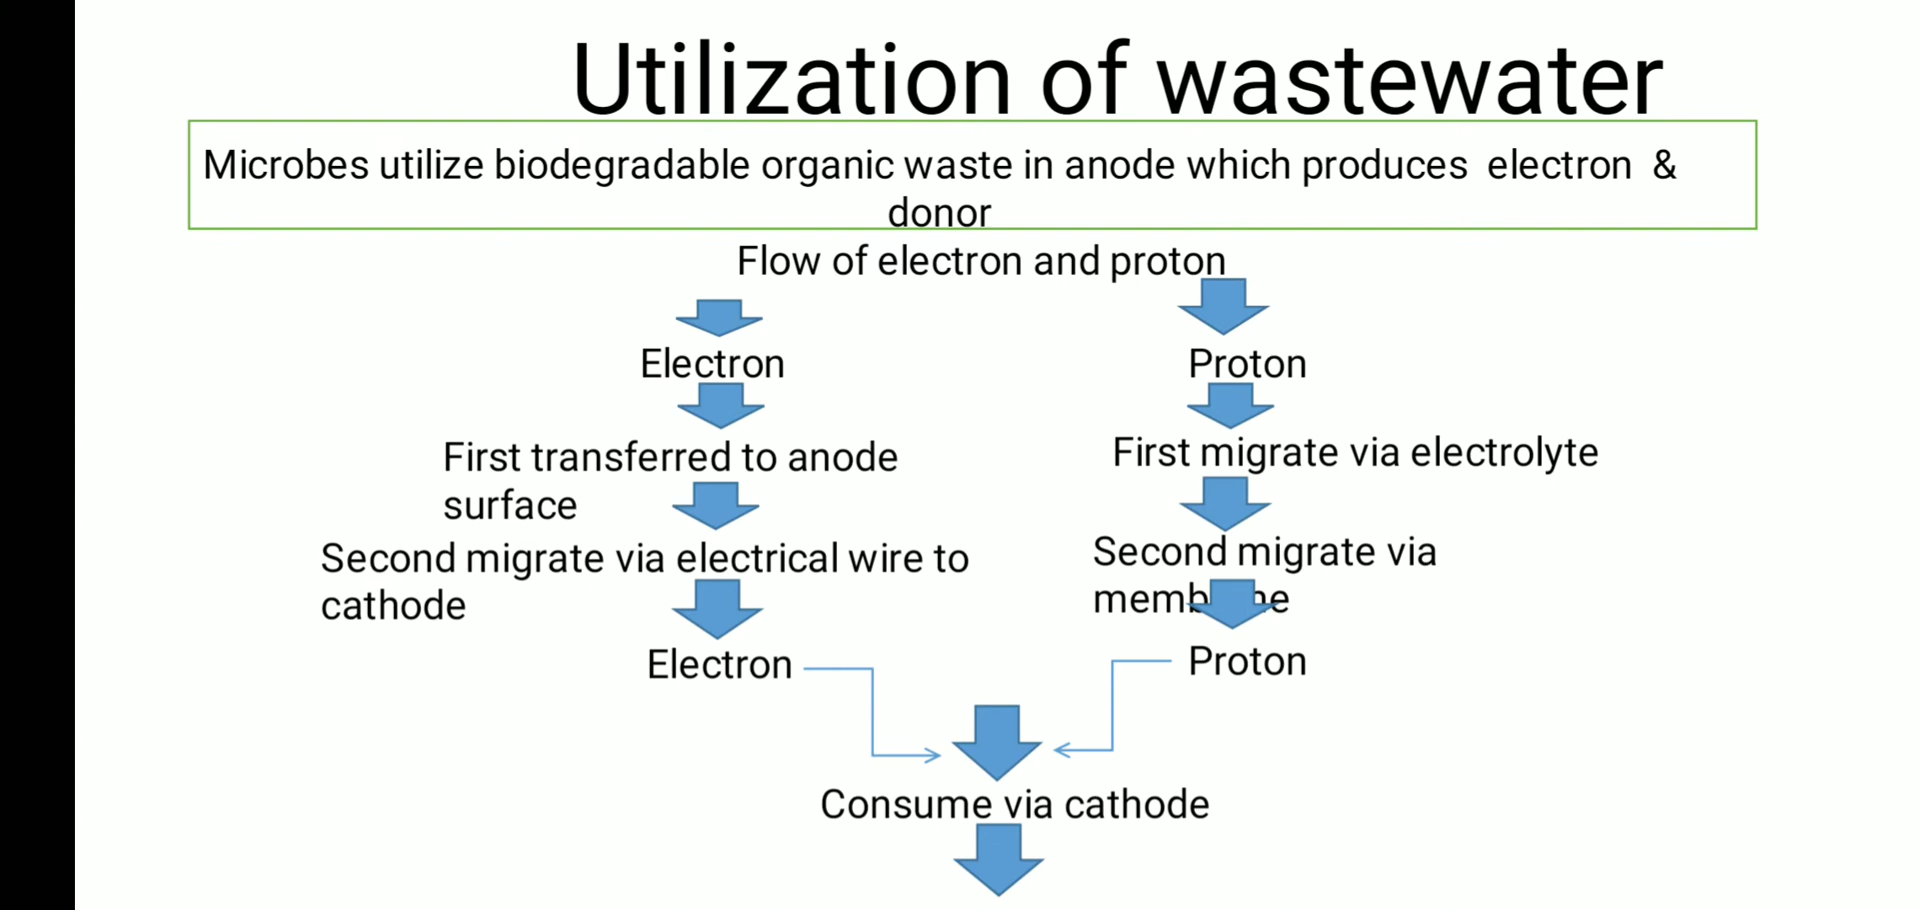 Utilization of wastewater
Microbes utilize biodegradable organic waste in anode which produces electron &
donor
Flow of electron and proton
Electron
Proton
First transferred to anode
surface
First migrate via electrolyte
Second migrate via electrical wire to
cathode
Second migrate via
Electron
Proton
Consume via cathode